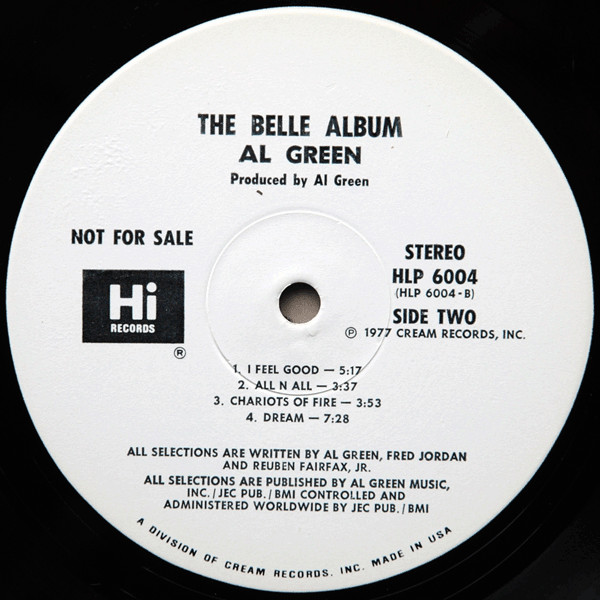 THE BELLE ALBUM
AL GREEN
Produced by Al Green
NOT FOR SALE
Hi
RECORDS
®
STEREO
HLP 6004
(HLP 6004-B)
SIDE TWO
℗ 1977 CREAM RECORDS, INC.
1. I FEEL GOOD — 5:17
2. ALL N ALL — 3:37
3. CHARIOTS OF FIRE — 3:53
4. DREAM — 7:28
ALL SELECTIONS ARE WRITTEN BY AL GREEN, FRED JORDAN
AND REUBEN FAIRFAX, JR.
ALL SELECTIONS ARE PUBLISHED BY AL GREEN MUSIC,
INC./JEC PUB./BMI CONTROLLED AND
ADMINISTERED WORLDWIDE BY JEC PUB./BMI
A DIVISION OF CREAM RECORDS. INC. MADE IN USA